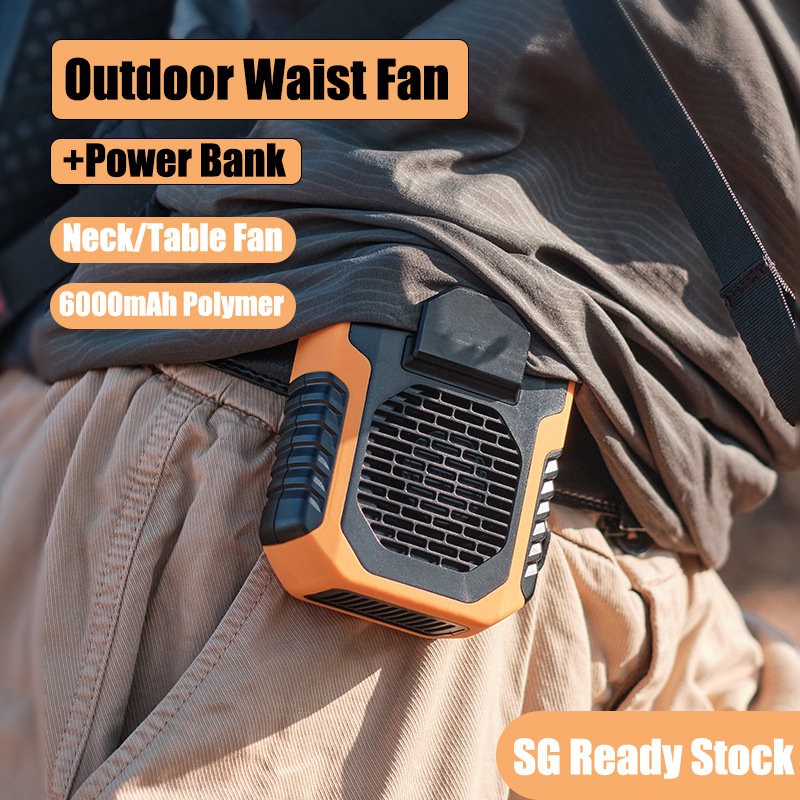 Outdoor Waist Fan
+Power Bank
Neck/Table Fan
6000mAh Polymer
SG Ready Stock